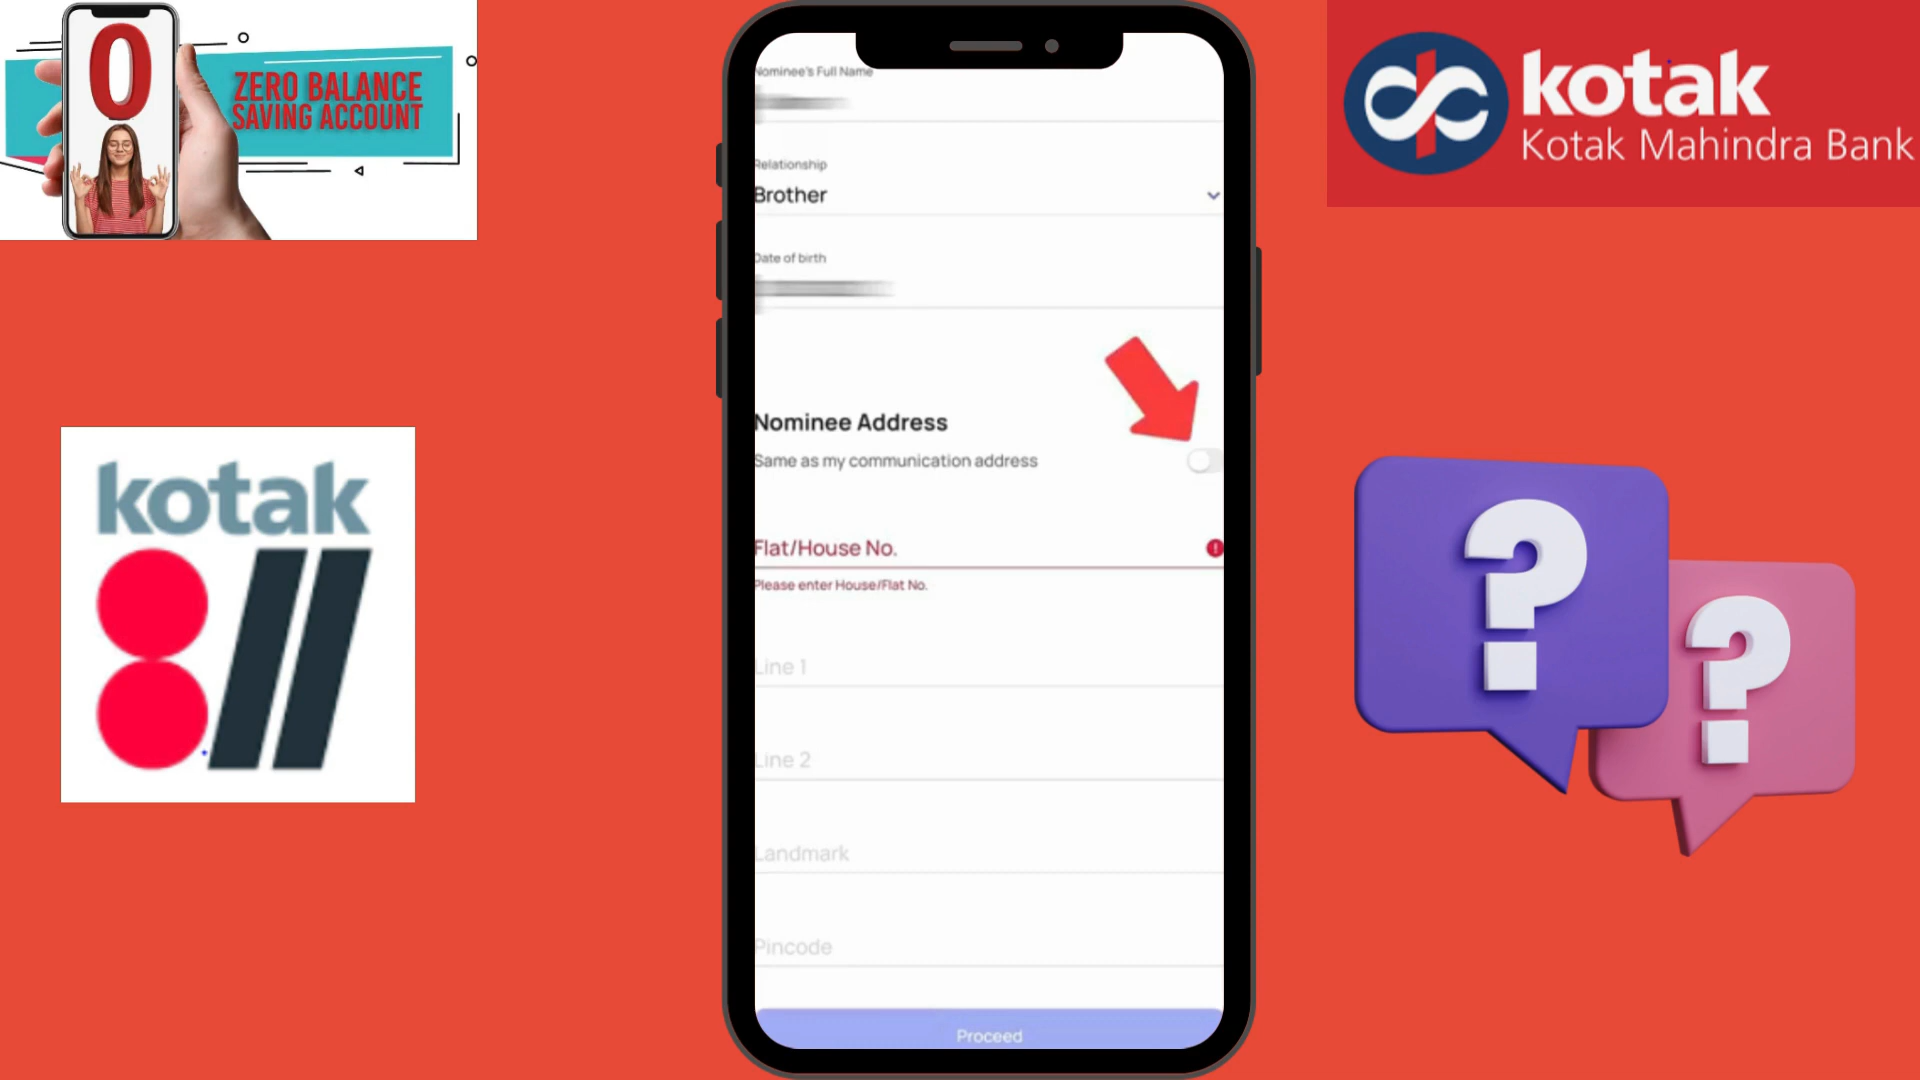 0
ZERO BALANCE
SAVING ACCOUNT
kotak
Kotak Mahindra Bank
kotak
811
Nominee's Full Name
Relationship
Brother
Date of birth
Nominee Address
Same as my communication address
Flat/House No.
!
Please enter House/Flat No.
Line 1
Line 2
Landmark
Pincode
Proceed
?
?